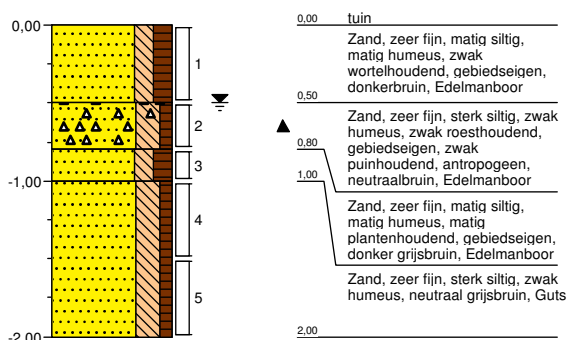 0,00
-1,00
-2,00
1
2
3
4
5
0,00 tuin
Zand, zeer fijn, matig siltig,
matig humeus, zwak
wortelhoudend, gebiedseigen,
donkerbruin, Edelmanboor
0,50
Zand, zeer fijn, sterk siltig, zwak
humeus, zwak roesthoudend,
gebiedseigen, zwak
puinhoudend, antropogeen,
neutraalbruin, Edelmanboor
0,80
1,00
Zand, zeer fijn, matig siltig,
matig humeus, matig
plantenhoudend, gebiedseigen,
donker grijsbruin, Edelmanboor
Zand, zeer fijn, sterk siltig, zwak
humeus, neutraal grijsbruin, Guts
2,00